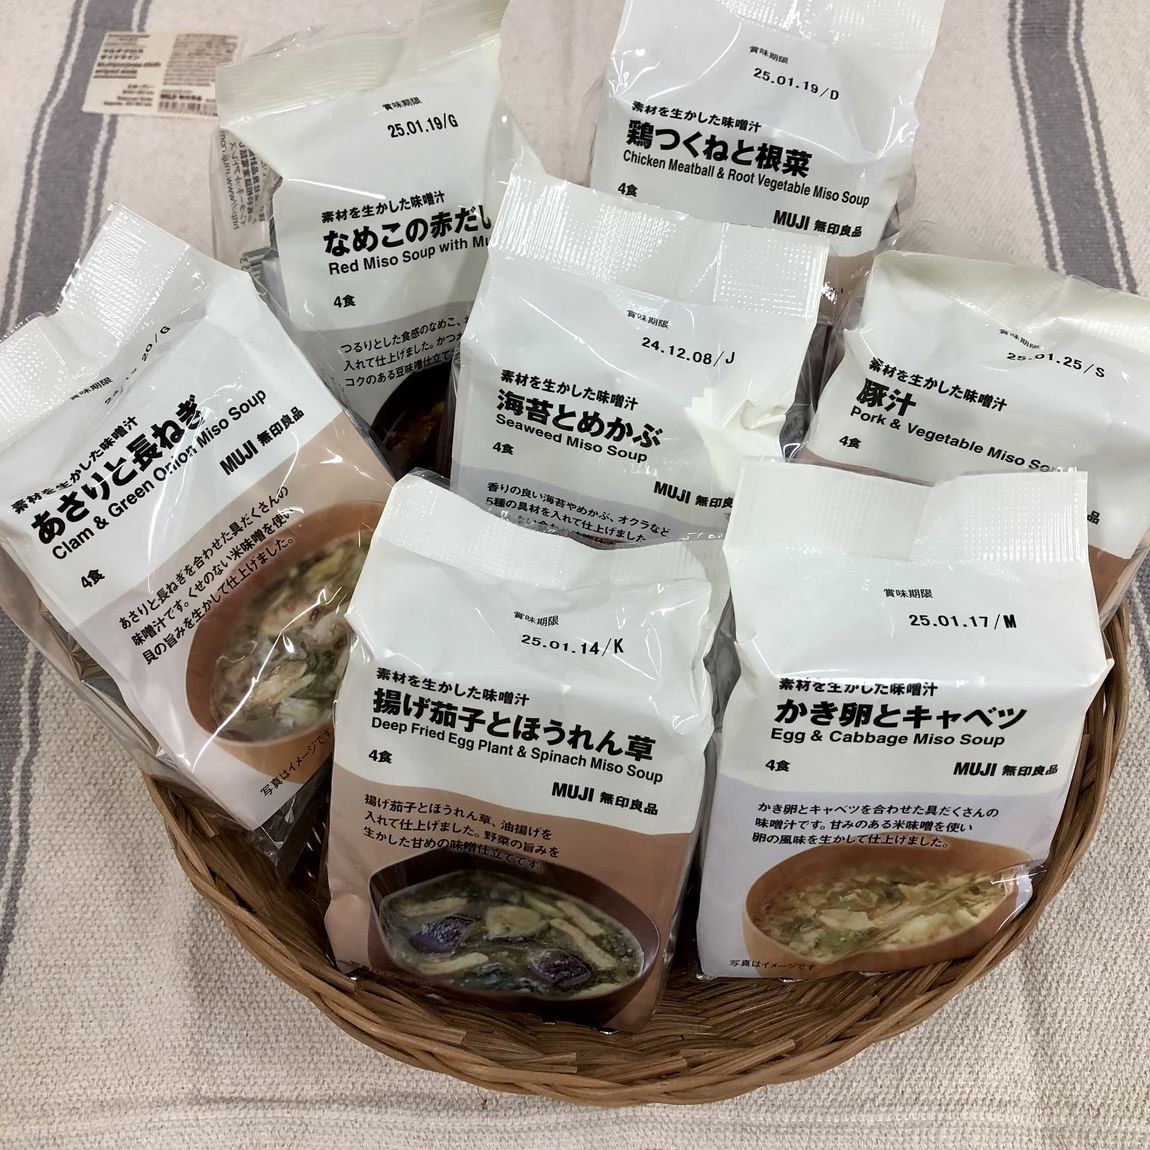 賞味期限
25.01.19/G
素材を生かした味噌汁
なめこの赤だし
Red Miso Soup with Mu
4食
つるりとした食感のなめこ、
入れて仕上げました。かつお
コクのある豆味噌仕立て
賞味期限
25.01.19/D
素材を生かした味噌汁
鶏つくねと根菜
Chicken Meatball & Root Vegetable Miso Soup
4食
MUJI 無印良品
賞味期限
20/G
素材を生かした味噌汁
あさりと長ねぎ
Clam & Green Onion Miso Soup
MUJI 無印良品
4食
あさりと長ねぎを合わせた具だくさんの
味噌汁です。くせのない米味噌を使い
貝の旨みを生かして仕上げました。
写真はイメージです
賞味期限
24.12.08/J
素材を生かした味噌汁
海苔とめかぶ
Seaweed Miso Soup
4食
MUJI 無印良
香りの良い海苔やめかぶ、オクラなど
5種の具材を入れて仕上げました
賞味期限
25.01.25/S
素材を生かした味噌汁
豚汁
Pork & Vegetable Miso Soup
4食
品
賞味期限
25.01.14/K
素材を生かした味噌汁
揚げ茄子とほうれん草
Deep Fried Egg Plant & Spinach Miso Soup
4食
MUJI 無印良品
揚げ茄子とほうれん草、油揚げを
入れて仕上げました。野菜の旨みを
生かした甘めの味噌仕立てです。
賞味期限
25.01.17/M
素材を生かした味噌汁
かき卵とキャベツ
Egg & Cabbage Miso Soup
4食
MUJI 無印良品
かき卵とキャベツを合わせた具だくさんの
味噌汁です。甘みのある米味噌を使い
卵の風味を生かして仕上げました。
写真はイメージです